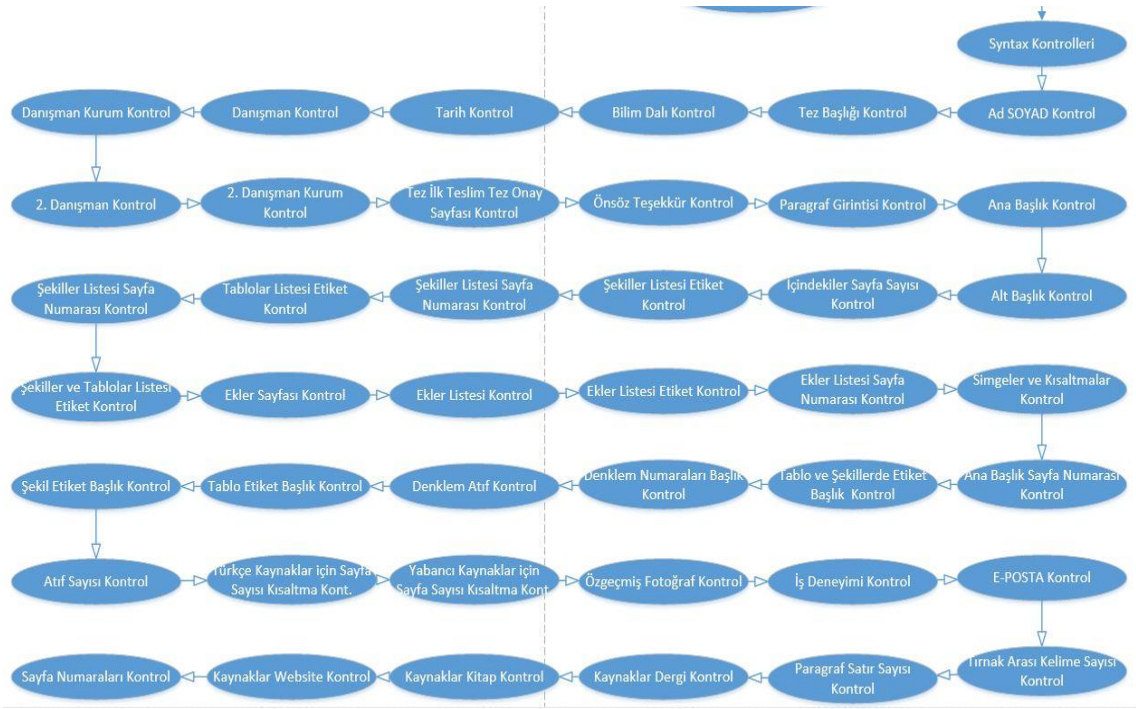 Syntax Kontrolleri
Danışman Kurum Kontrol
Danışman Kontrol
Tarih Kontrol
Bilim Dalı Kontrol
Tez Başlığı Kontrol
Ad SOYAD Kontrol
2. Danışman Kontrol
2. Danışman Kurum
Kontrol
Tez İlk Teslim Tez Onay
Sayfası Kontrol
Önsöz Teşekkür Kontrol
Paragraf Girintisi Kontrol
Ana Başlık Kontrol
Şekiller Listesi Sayfa
Numarası Kontrol
Tablolar Listesi Etiket
Kontrol
Şekiller Listesi Sayfa
Numarası Kontrol
Şekiller Listesi Etiket
Kontrol
İçindekiler Sayfa Sayısı
Kontrol
Alt Başlık Kontrol
Şekiller ve Tablolar Listesi
Etiket Kontrol
Ekler Sayfası Kontrol
Ekler Listesi Kontrol
Ekler Listesi Etiket Kontrol
Ekler Listesi Sayfa
Numarası Kontrol
Simgeler ve Kısaltmalar
Kontrol
Şekil Etiket Başlık Kontrol
Tablo Etiket Başlık Kontrol
Denklem Atıf Kontrol
Denklem Numaraları Başlık
Kontrol
Tablo ve Şekillerde Etiket
Başlık Kontrol
Ana Başlık Sayfa Numarası
Kontrol
Atıf Sayısı Kontrol
Türkçe Kaynaklar için Sayfa
Sayısı Kısaltma Kont.
Yabancı Kaynaklar için
Sayfa Sayısı Kısaltma Kont.
Özgeçmiş Fotoğraf Kontrol
İş Deneyimi Kontrol
E-POSTA Kontrol
Sayfa Numaraları Kontrol
Kaynaklar Website Kontrol
Kaynaklar Kitap Kontrol
Kaynaklar Dergi Kontrol
Paragraf Satır Sayısı
Kontrol
Tırnak Arası Kelime Sayısı
Kontrol